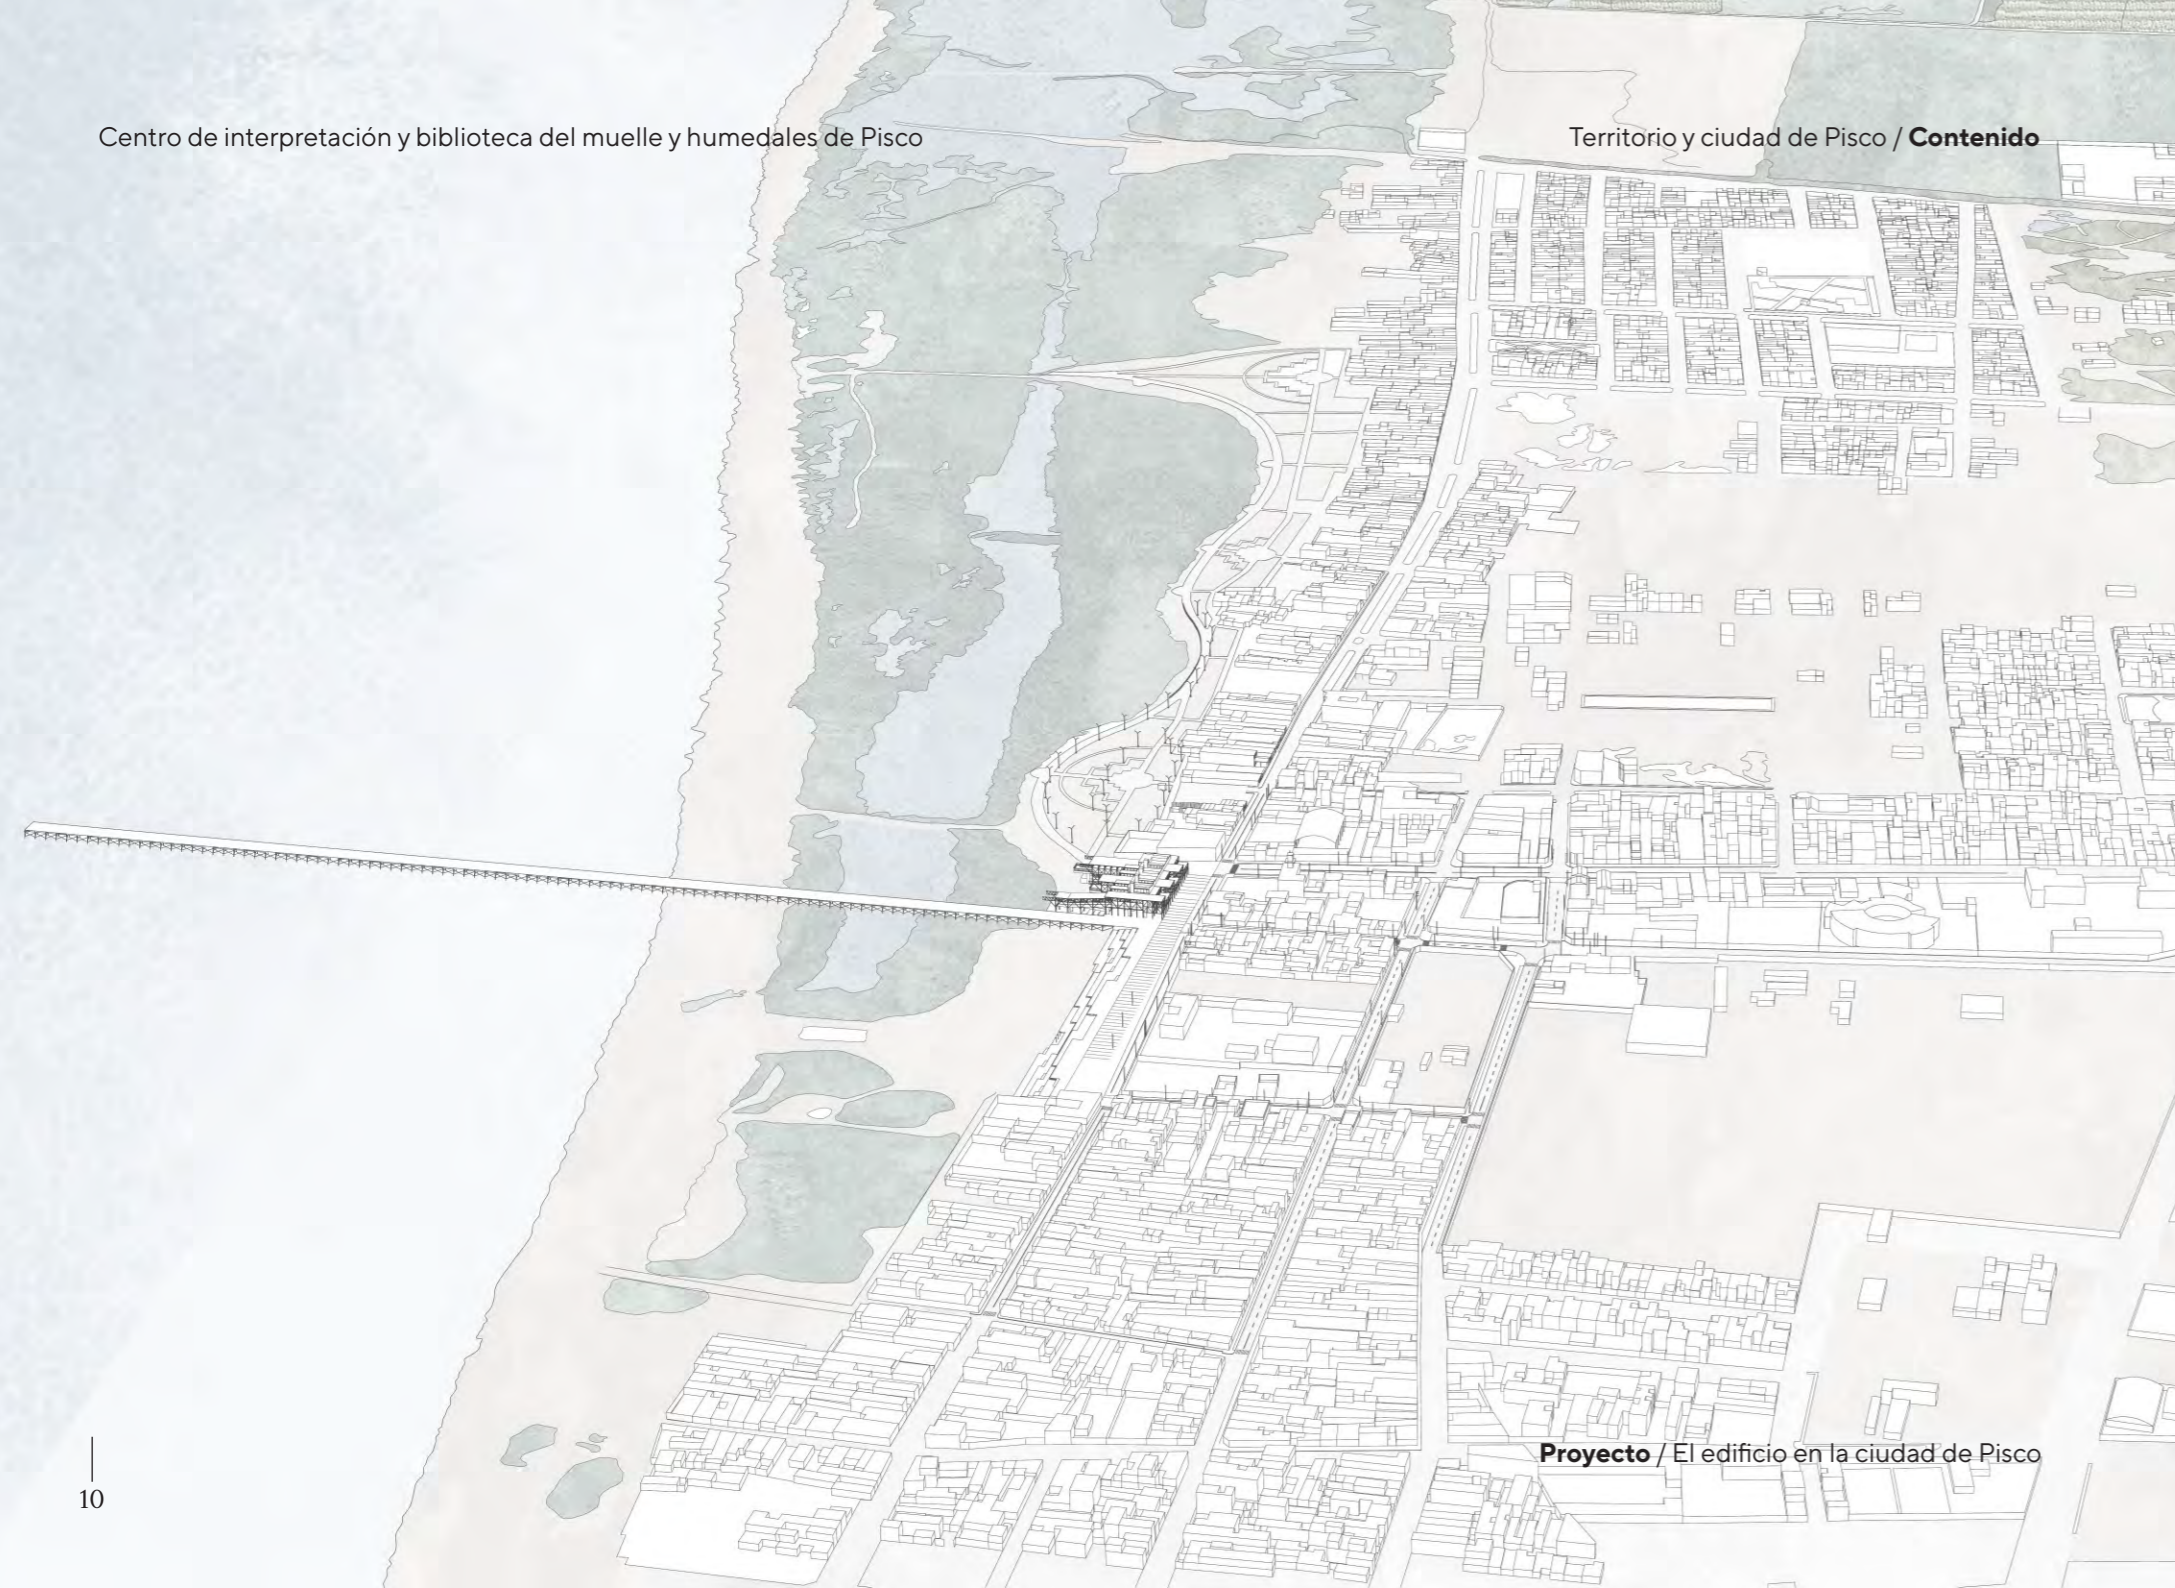 Centro de interpretación y biblioteca del muelle y humedales de Pisco
Territorio y ciudad de Pisco / Contenido
Proyecto / El edificio en la ciudad de Pisco
10